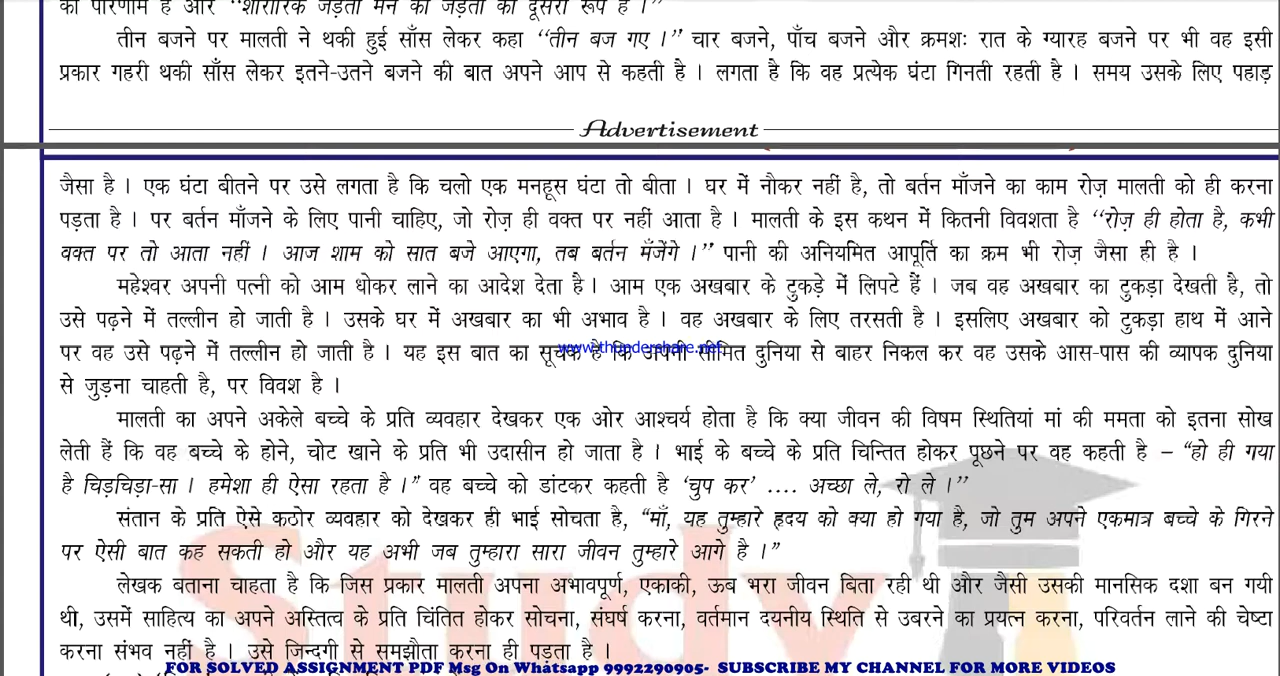 का परिणाम है और ‘‘शारीरिक जड़ता मन की जड़ता का दूसरा रूप है ।’’
तीन बजने पर मालती ने थकी हुई साँस लेकर कहा ‘‘तीन बज गए ।’’ चार बजने, पाँच बजने और क्रमशः रात के ग्यारह बजने पर भी वह इसी
प्रकार गहरी थकी साँस लेकर इतने-उतने बजने की बात अपने आप से कहती है । लगता है कि वह प्रत्येक घंटा गिनती रहती है । समय उसके लिए पहाड़
Advertisement
जैसा है । एक घंटा बीतने पर उसे लगता है कि चलो एक मनहूस घंटा तो बीता । घर में नौकर नहीं है, तो बर्तन माँजने का काम रोज़ मालती को ही करना
पड़ता है । पर बर्तन माँजने के लिए पानी चाहिए, जो रोज़ ही वक्त पर नहीं आता है । मालती के इस कथन में कितनी विवशता है ‘‘रोज़ ही होता है, कभी
वक्त पर तो आता नहीं । आज शाम को सात बजे आएगा, तब बर्तन मँजेंगे ।’’ पानी की अनियमित आपूर्ति का क्रम भी रोज़ जैसा ही है ।
महेश्वर अपनी पत्नी को आम धोकर लाने का आदेश देता है । आम एक अखबार के टुकड़े में लिपटे हैं । जब वह अखबार का टुकड़ा देखती है, तो
उसे पढ़ने में तल्लीन हो जाती है । उसके घर में अखबार का भी अभाव है । वह अखबार के लिए तरसती है । इसलिए अखबार को टुकड़ा हाथ में आने
पर वह उसे पढ़ने में तल्लीन हो जाती है । यह इस बात का सूचक है कि अपनी सीमित दुनिया से बाहर निकल कर वह उसके आस-पास की व्यापक दुनिया
www.thundershare.net
से जुड़ना चाहती है, पर विवश है ।
मालती का अपने अकेले बच्चे के प्रति व्यवहार देखकर एक ओर आश्चर्य होता है कि क्या जीवन की विषम स्थितियां मां की ममता को इतना सोख
लेती हैं कि वह बच्चे के होने, चोट खाने के प्रति भी उदासीन हो जाता है । भाई के बच्चे के प्रति चिन्तित होकर पूछने पर वह कहती है – “हो ही गया
है चिड़चिड़ा-सा । हमेशा ही ऐसा रहता है ।” वह बच्चे को डांटकर कहती है ‘चुप कर’ .... अच्छा ले, रो ले ।’’
संतान के प्रति ऐसे कठोर व्यवहार को देखकर ही भाई सोचता है, “माँ, यह तुम्हारे हृदय को क्या हो गया है, जो तुम अपने एकमात्र बच्चे के गिरने
पर ऐसी बात कह सकती हो और यह अभी जब तुम्हारा सारा जीवन तुम्हारे आगे है ।”
लेखक बताना चाहता है कि जिस प्रकार मालती अपना अभावपूर्ण, एकाकी, ऊब भरा जीवन बिता रही थी और जैसी उसकी मानसिक दशा बन गयी
थी, उसमें साहित्य का अपने अस्तित्व के प्रति चिंतित होकर सोचना, संघर्ष करना, वर्तमान दयनीय स्थिति से उबरने का प्रयत्न करना, परिवर्तन लाने की चेष्टा
करना संभव नहीं है । उसे जिन्दगी से समझौता करना ही पड़ता है ।
Study
FOR SOLVED ASSIGNMENT PDF Msg On Whatsapp 9992290905- SUBSCRIBE MY CHANNEL FOR MORE VIDEOS